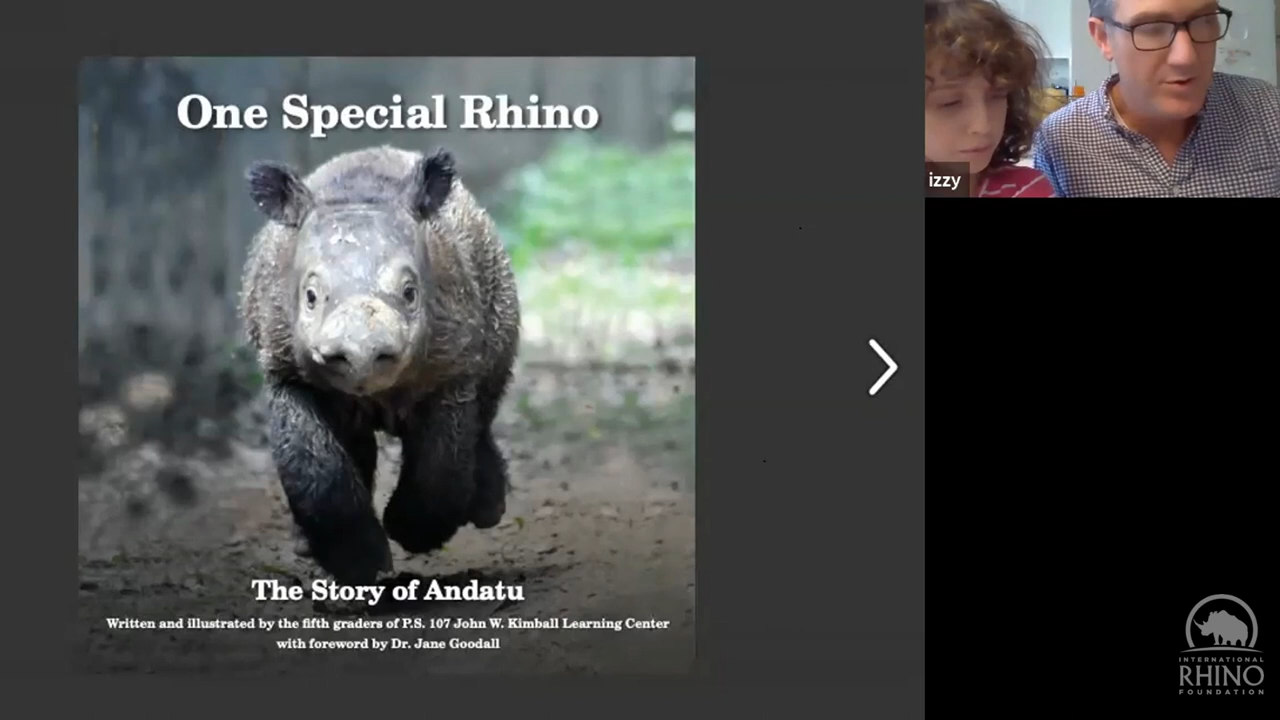 One Special Rhino
The Story of Andatu
Written and illustrated by the fifth graders of P.S. 107 John W. Kimball Learning Center
with foreword by Dr. Jane Goodall
izzy
INTERNATIONAL
RHINO
FOUNDATION